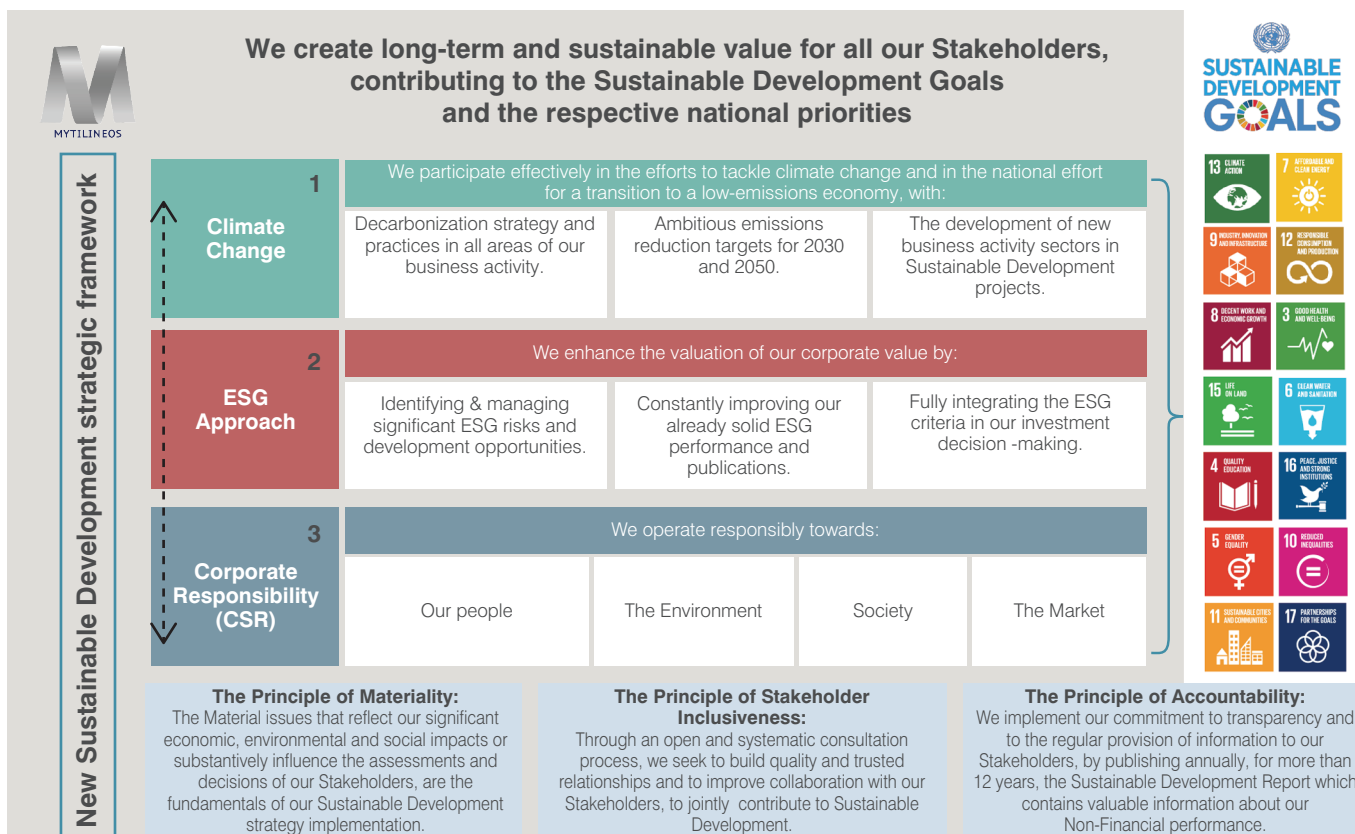 MYTILINEOS
We create long-term and sustainable value for all our Stakeholders,
contributing to the Sustainable Development Goals
and the respective national priorities
SUSTAINABLE
DEVELOPMENT
GOALS
New Sustainable Development strategic framework
1
Climate
Change
We participate effectively in the efforts to tackle climate change and in the national effort
for a transition to a low-emissions economy, with:
Decarbonization strategy and
practices in all areas of our
business activity.
Ambitious emissions
reduction targets for 2030
and 2050.
The development of new
business activity sectors in
Sustainable Development
projects.
2
ESG
Approach
We enhance the valuation of our corporate value by:
Identifying & managing
significant ESG risks and
development opportunities.
Constantly improving our
already solid ESG
performance and
publications.
Fully integrating the ESG
criteria in our investment
decision -making.
3
Corporate
Responsibility
(CSR)
We operate responsibly towards:
Our people
The Environment
Society
The Market
13 CLIMATE
ACTION
7 AFFORDABLE AND
CLEAN ENERGY
9 INDUSTRY, INNOVATION
AND INFRASTRUCTURE
12 RESPONSIBLE
CONSUMPTION
AND PRODUCTION
8 DECENT WORK AND
ECONOMIC GROWTH
3 GOOD HEALTH
AND WELL-BEING
15 LIFE
ON LAND
6 CLEAN WATER
AND SANITATION
4 QUALITY
EDUCATION
16 PEACE, JUSTICE
AND STRONG
INSTITUTIONS
5 GENDER
EQUALITY
10 REDUCED
INEQUALITIES
11 SUSTAINABLE CITIES
AND COMMUNITIES
17 PARTNERSHIPS
FOR THE GOALS
The Principle of Materiality:
The Material issues that reflect our significant
economic, environmental and social impacts or
substantively influence the assessments and
decisions of our Stakeholders, are the
fundamentals of our Sustainable Development
strategy implementation.
The Principle of Stakeholder
Inclusiveness:
Through an open and systematic consultation
process, we seek to build quality and trusted
relationships and to improve collaboration with our
Stakeholders, to jointly contribute to Sustainable
Development.
The Principle of Accountability:
We implement our commitment to transparency and
to the regular provision of information to our
Stakeholders, by publishing annually, for more than
12 years, the Sustainable Development Report which
contains valuable information about our
Non-Financial performance.